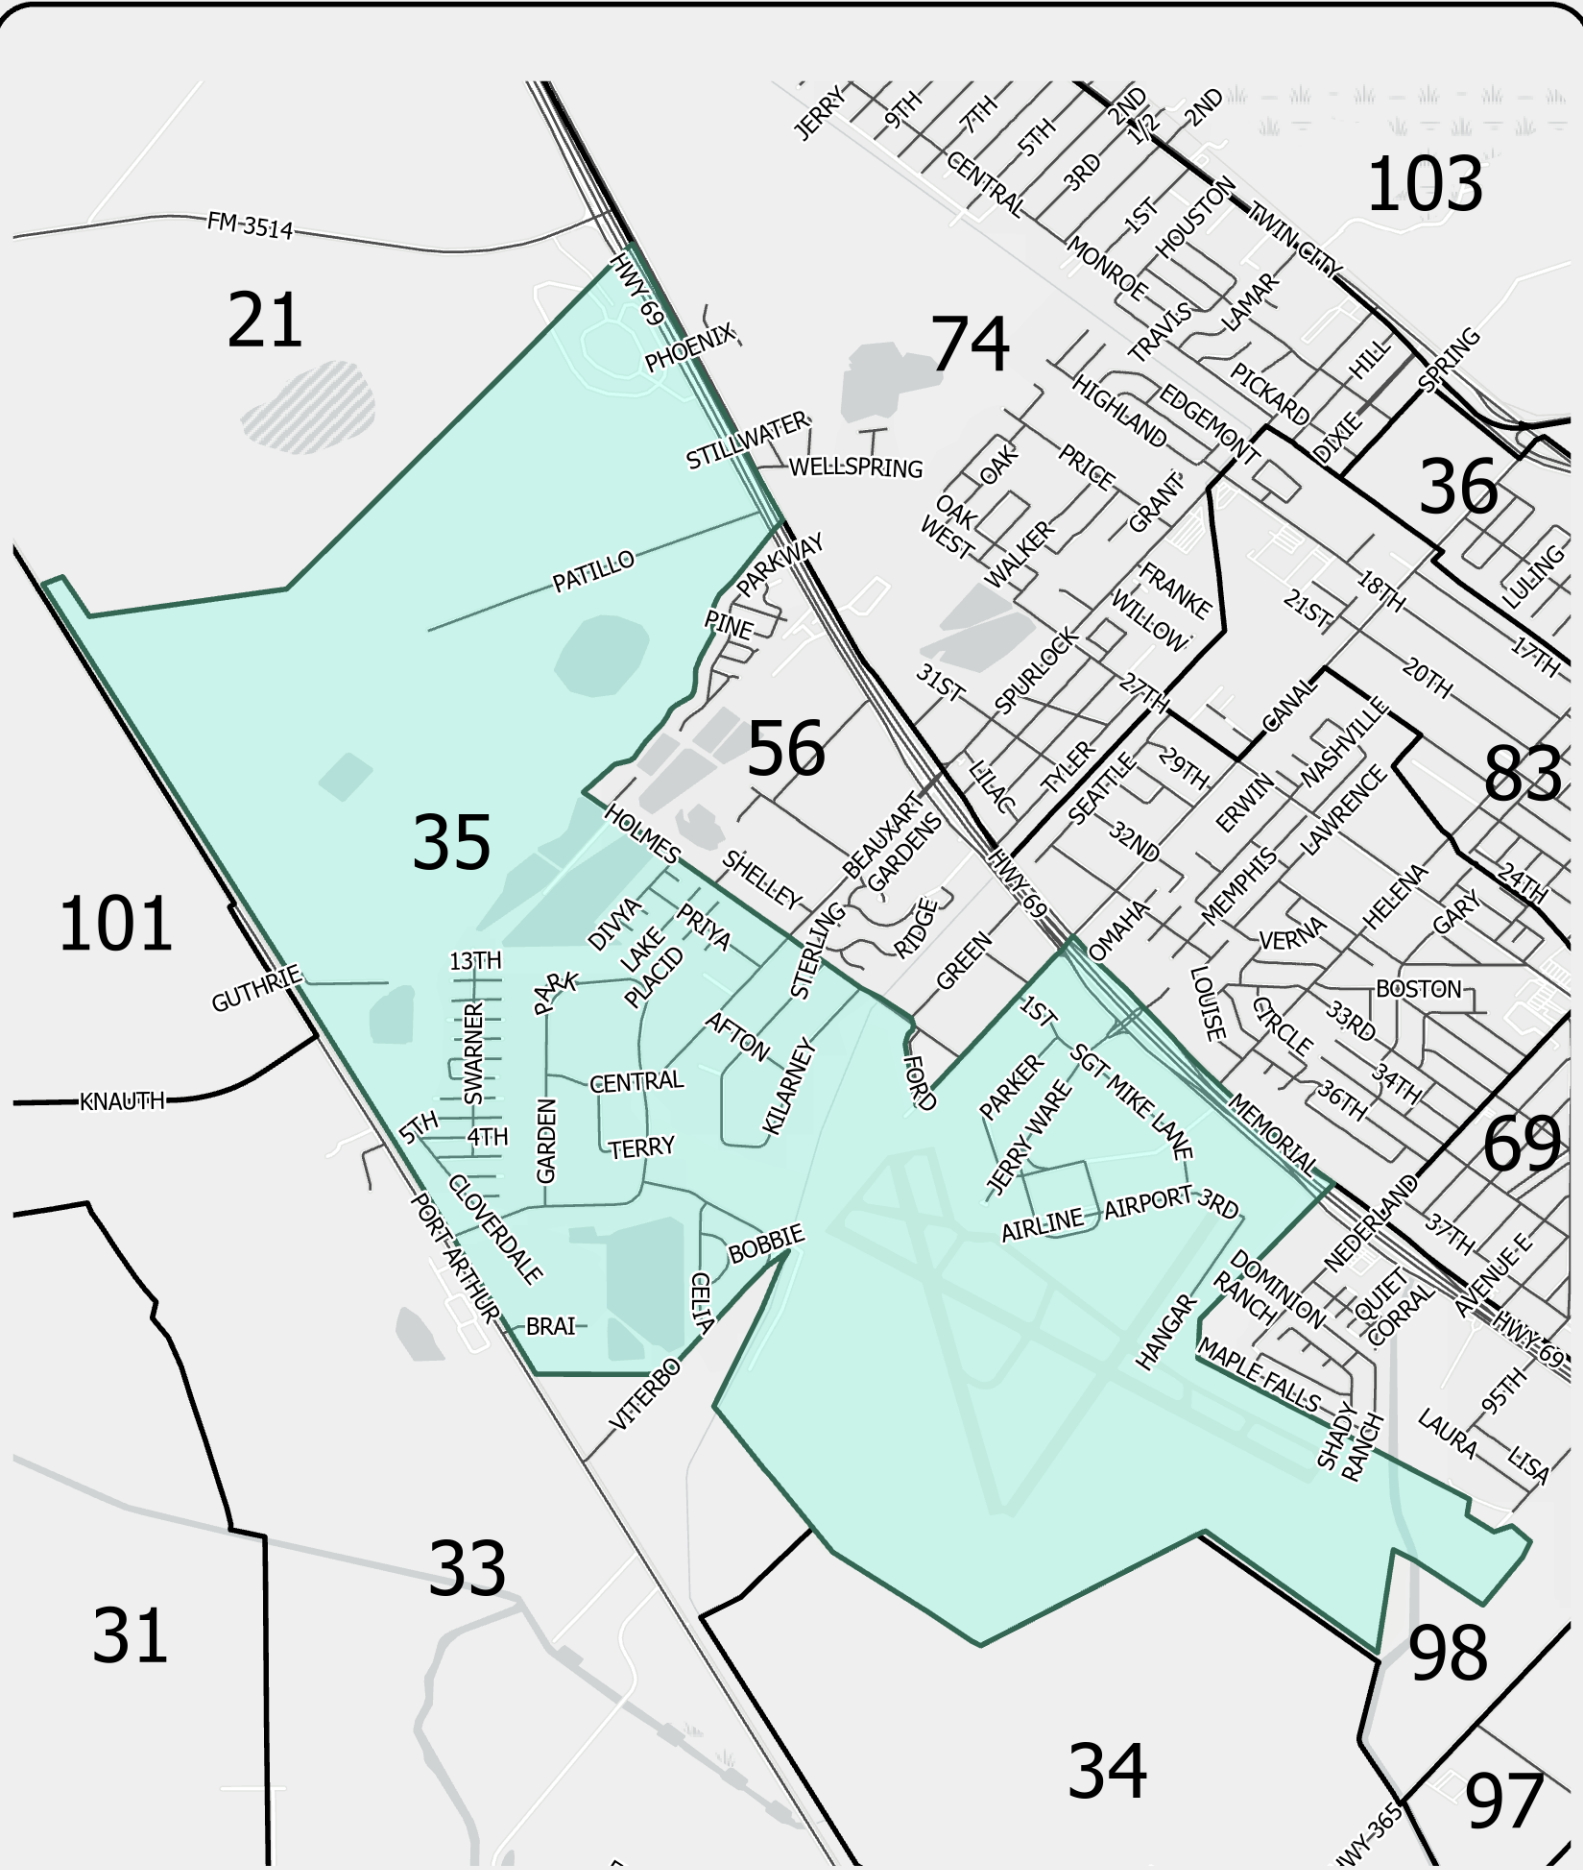 JERRY
9TH
7TH
5TH
2ND
1/2
2ND
3RD
CENTRAL
1ST
HOUSTON
103
TWIN CITY
FM 3514
MONROE
LAMAR
HWY 69
21
74
TRAVIS
PHOENIX
HILL
SPRING
PICKARD
HIGHLAND
EDGEMONT
DIXIE
STILLWATER
WELLSPRING
OAK
PRICE
36
GRANT
OAK
WEST
WALKER
PARKWAY
PATILLO
FRANKE
WILLOW
18TH
LULING
21ST
PINE
17TH
SPURLOCK
31ST
27TH
20TH
CANAL
NASHVILLE
56
83
29TH
TYLER
LILAC
SEATTLE
ERWIN
LAWRENCE
35
HOLMES
BEAUXART
GARDENS
32ND
SHELLEY
HWY 69
MEMPHIS
24TH
HELENA
GARY
101
DIVYA
PRIYA
RIDGE
OMAHA
VERNA
LAKE
PLACID
STERLING
GREEN
13TH
GUTHRIE
PARK
BOSTON
LOUISE
CIRCLE
33RD
1ST
AFTON
SWARNER
SGT MIKE LANE
FORD
PARKER
34TH
36TH
CENTRAL
KILARNEY
KNAUTH
MEMORIAL
5TH
4TH
GARDEN
TERRY
JERRY WARE
69
CLOVERDALE
AIRLINE
AIRPORT
3RD
NEDERLAND
37TH
PORT ARTHUR
BOBBIE
AVENUE E
DOMINION
RANCH
QUIET
CORRAL
CELIA
BRAI
HANGAR
HWY 69
MAPLE FALLS
VITERBO
95TH
SHADY
RANCH
LAURA
LISA
33
31
98
34
97
HWY 365